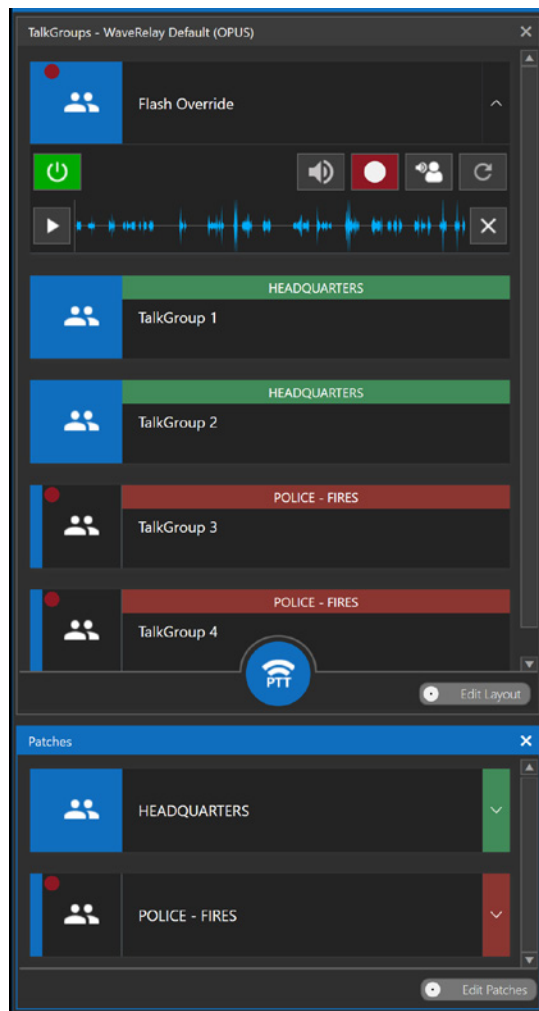 TalkGroups - WaveRelay Default (OPUS)
Flash Override
HEADQUARTERS
TalkGroup 1
HEADQUARTERS
TalkGroup 2
POLICE - FIRES
TalkGroup 3
POLICE - FIRES
TalkGroup 4
PTT
Edit Layout
Patches
HEADQUARTERS
POLICE - FIRES
Edit Patches